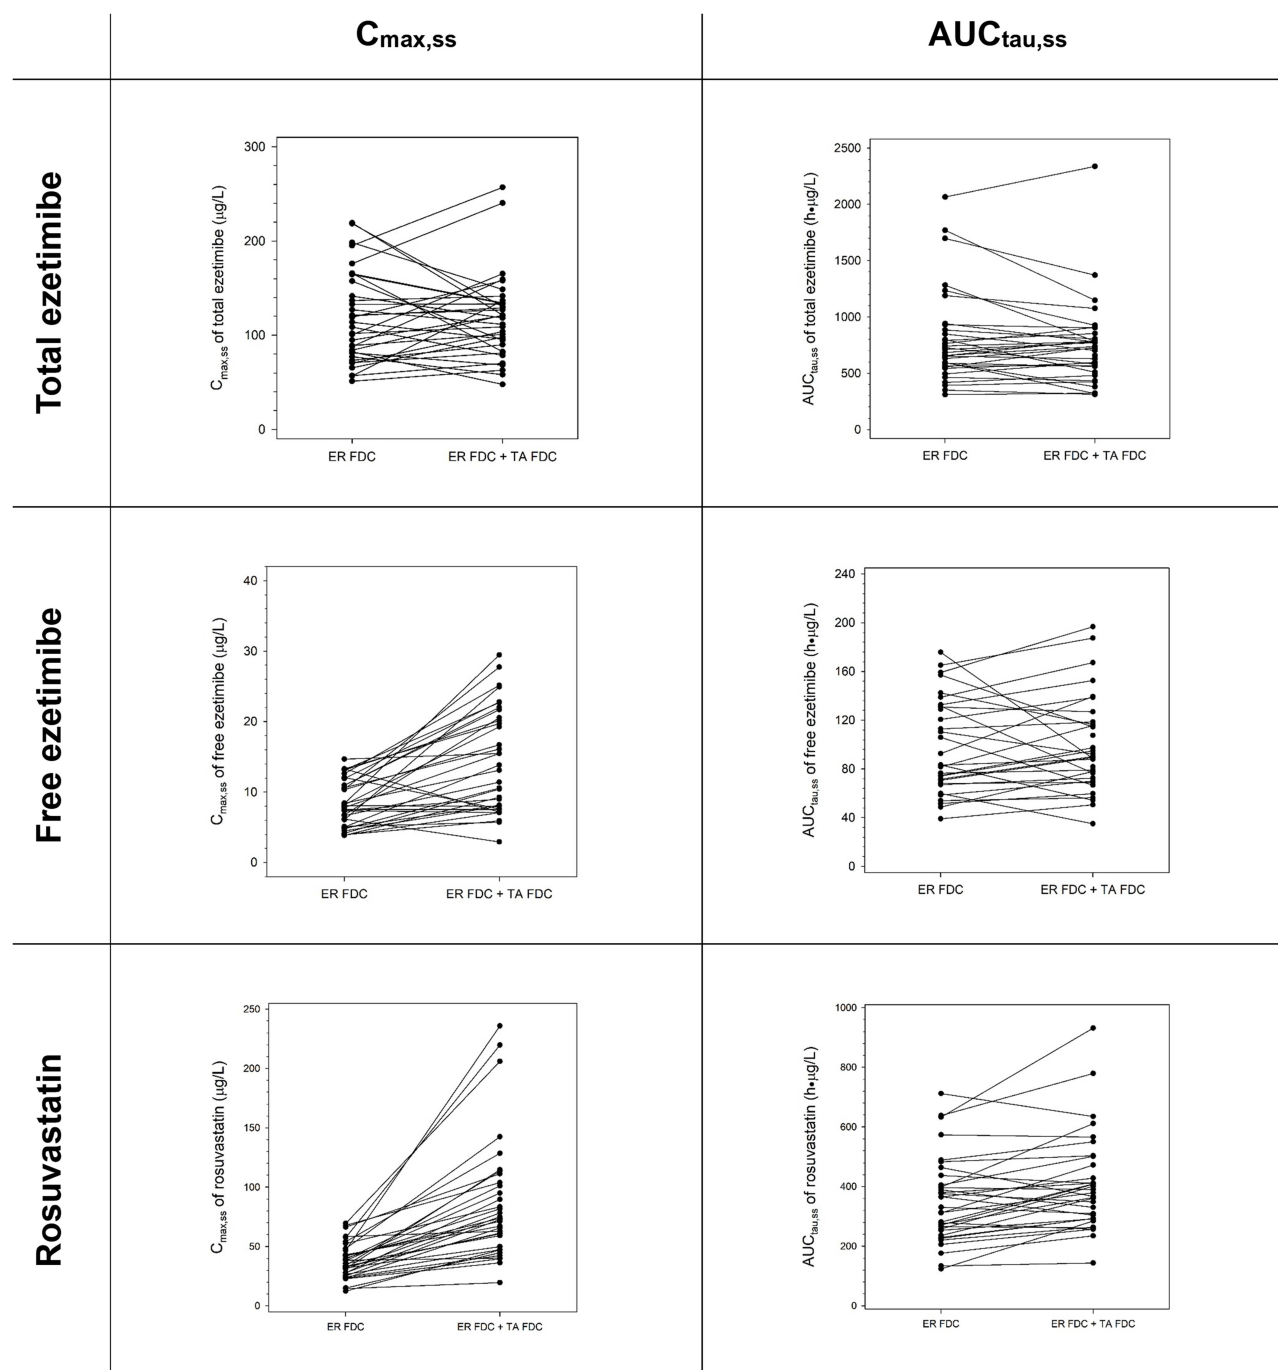 Cmax,ss
AUCtau,ss
Total ezetimibe
Cmax,ss of total ezetimibe (μg/L)
300
200
100
0
ER FDC
ER FDC + TA FDC
AUCtau,ss of total ezetimibe (h•μg/L)
2500
2000
1500
1000
500
0
ER FDC
ER FDC + TA FDC
Free ezetimibe
Cmax,ss of free ezetimibe (μg/L)
40
30
20
10
0
ER FDC
ER FDC + TA FDC
AUCtau,ss of free ezetimibe (h•μg/L)
240
200
160
120
80
40
0
ER FDC
ER FDC + TA FDC
Rosuvastatin
Cmax,ss of rosuvastatin (μg/L)
250
200
150
100
50
0
ER FDC
ER FDC + TA FDC
AUCtau,ss of rosuvastatin (h•μg/L)
1000
800
600
400
200
0
ER FDC
ER FDC + TA FDC